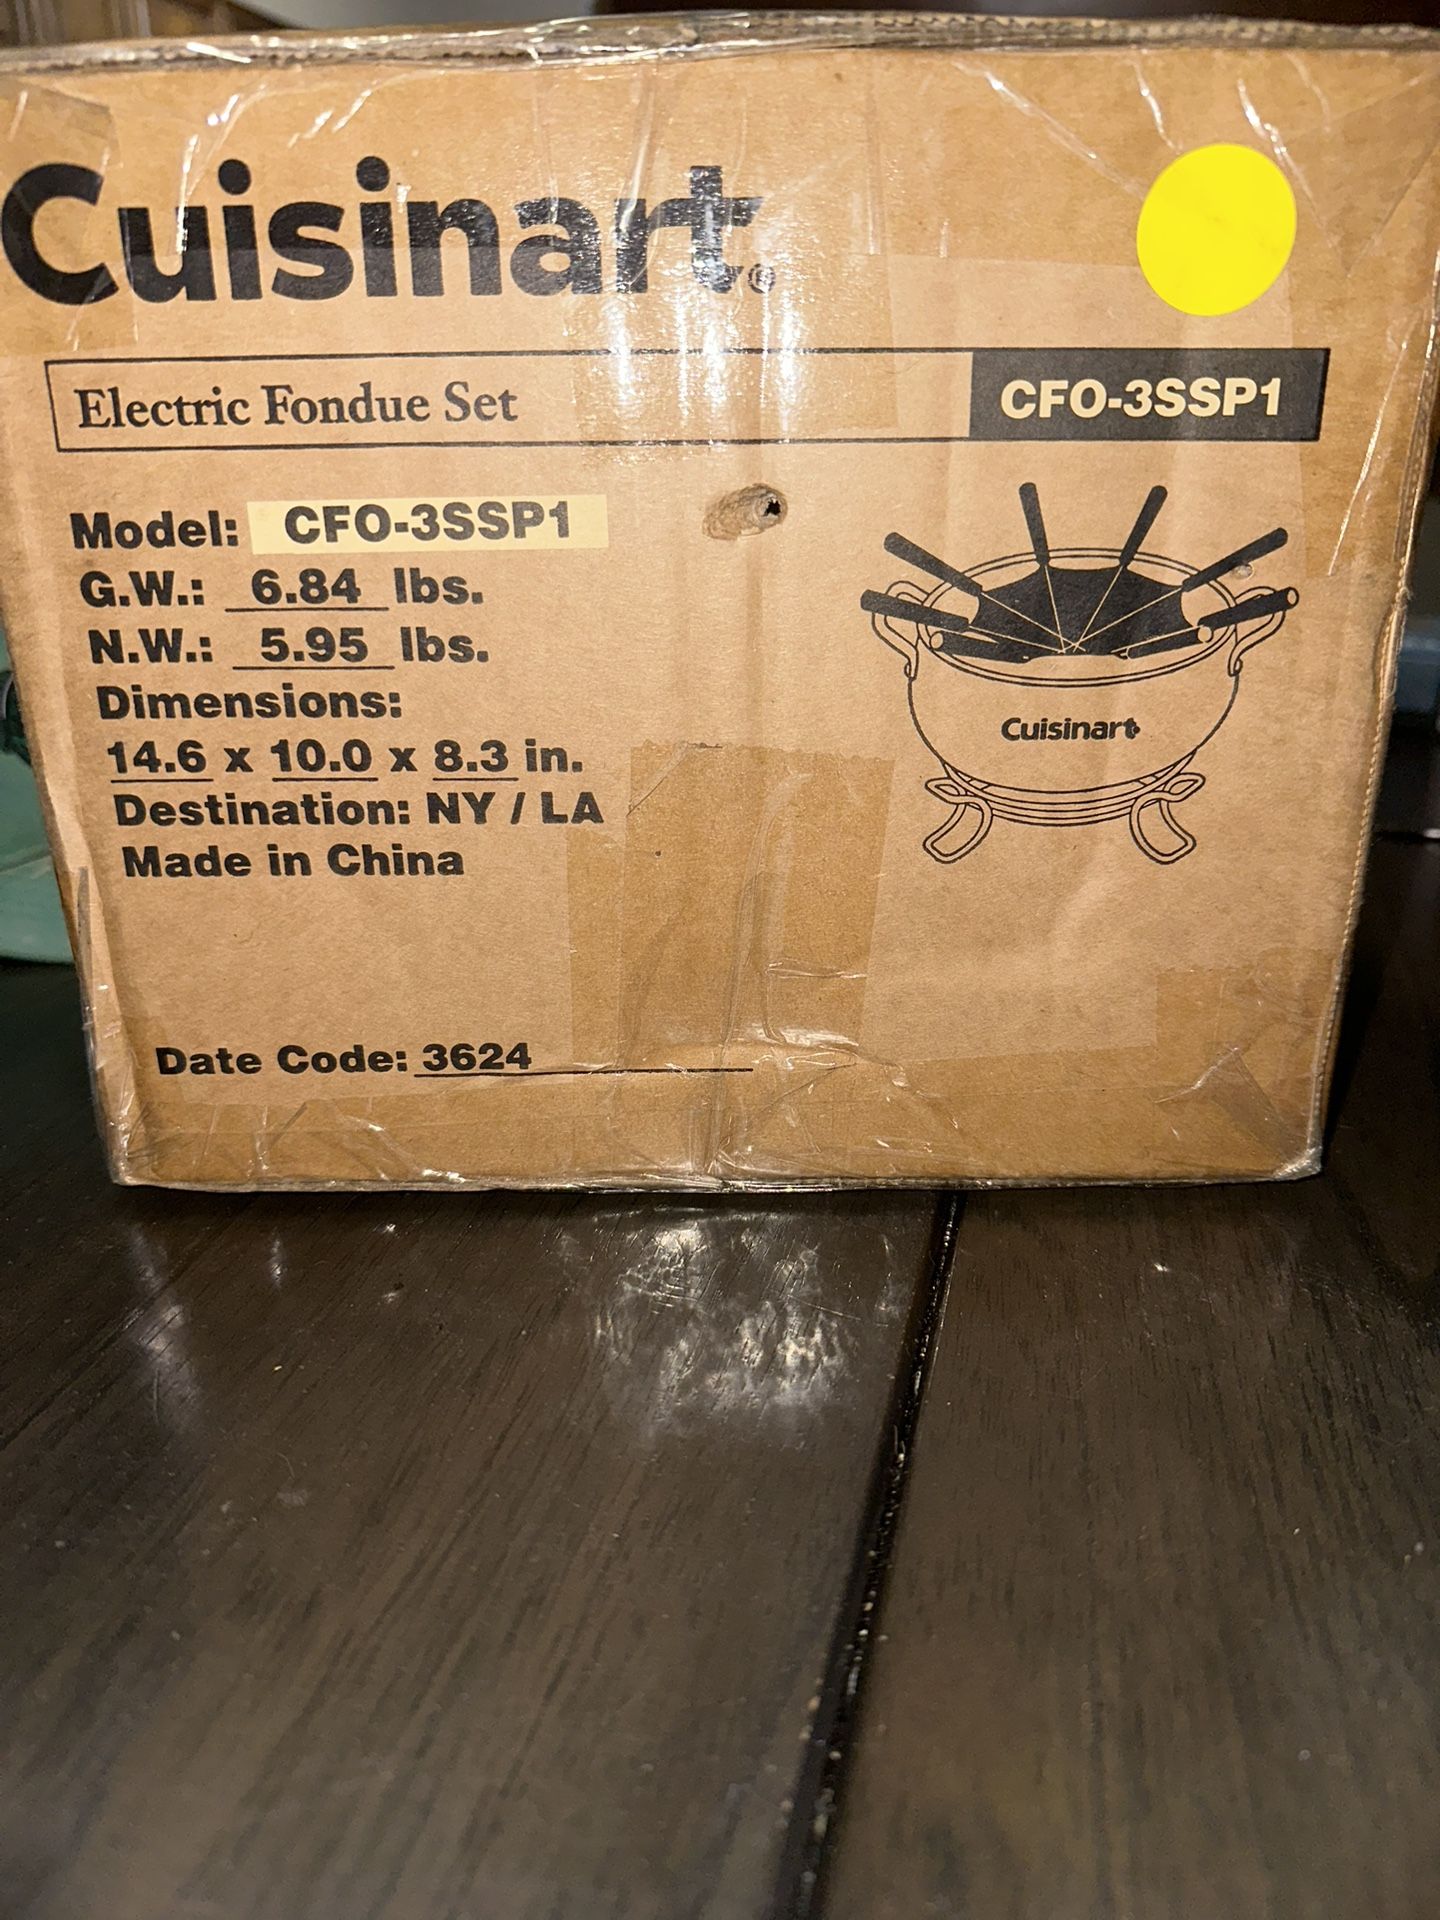 Cuisinart®
Electric Fondue Set CFO-3SSP1
Model: CFO-3SSP1
G.W.: 6.84 lbs.
N.W.: 5.95 lbs.
Dimensions:
14.6 x 10.0 x 8.3 in.
Destination: NY / LA
Made in China
Cuisinart
Date Code: 3624